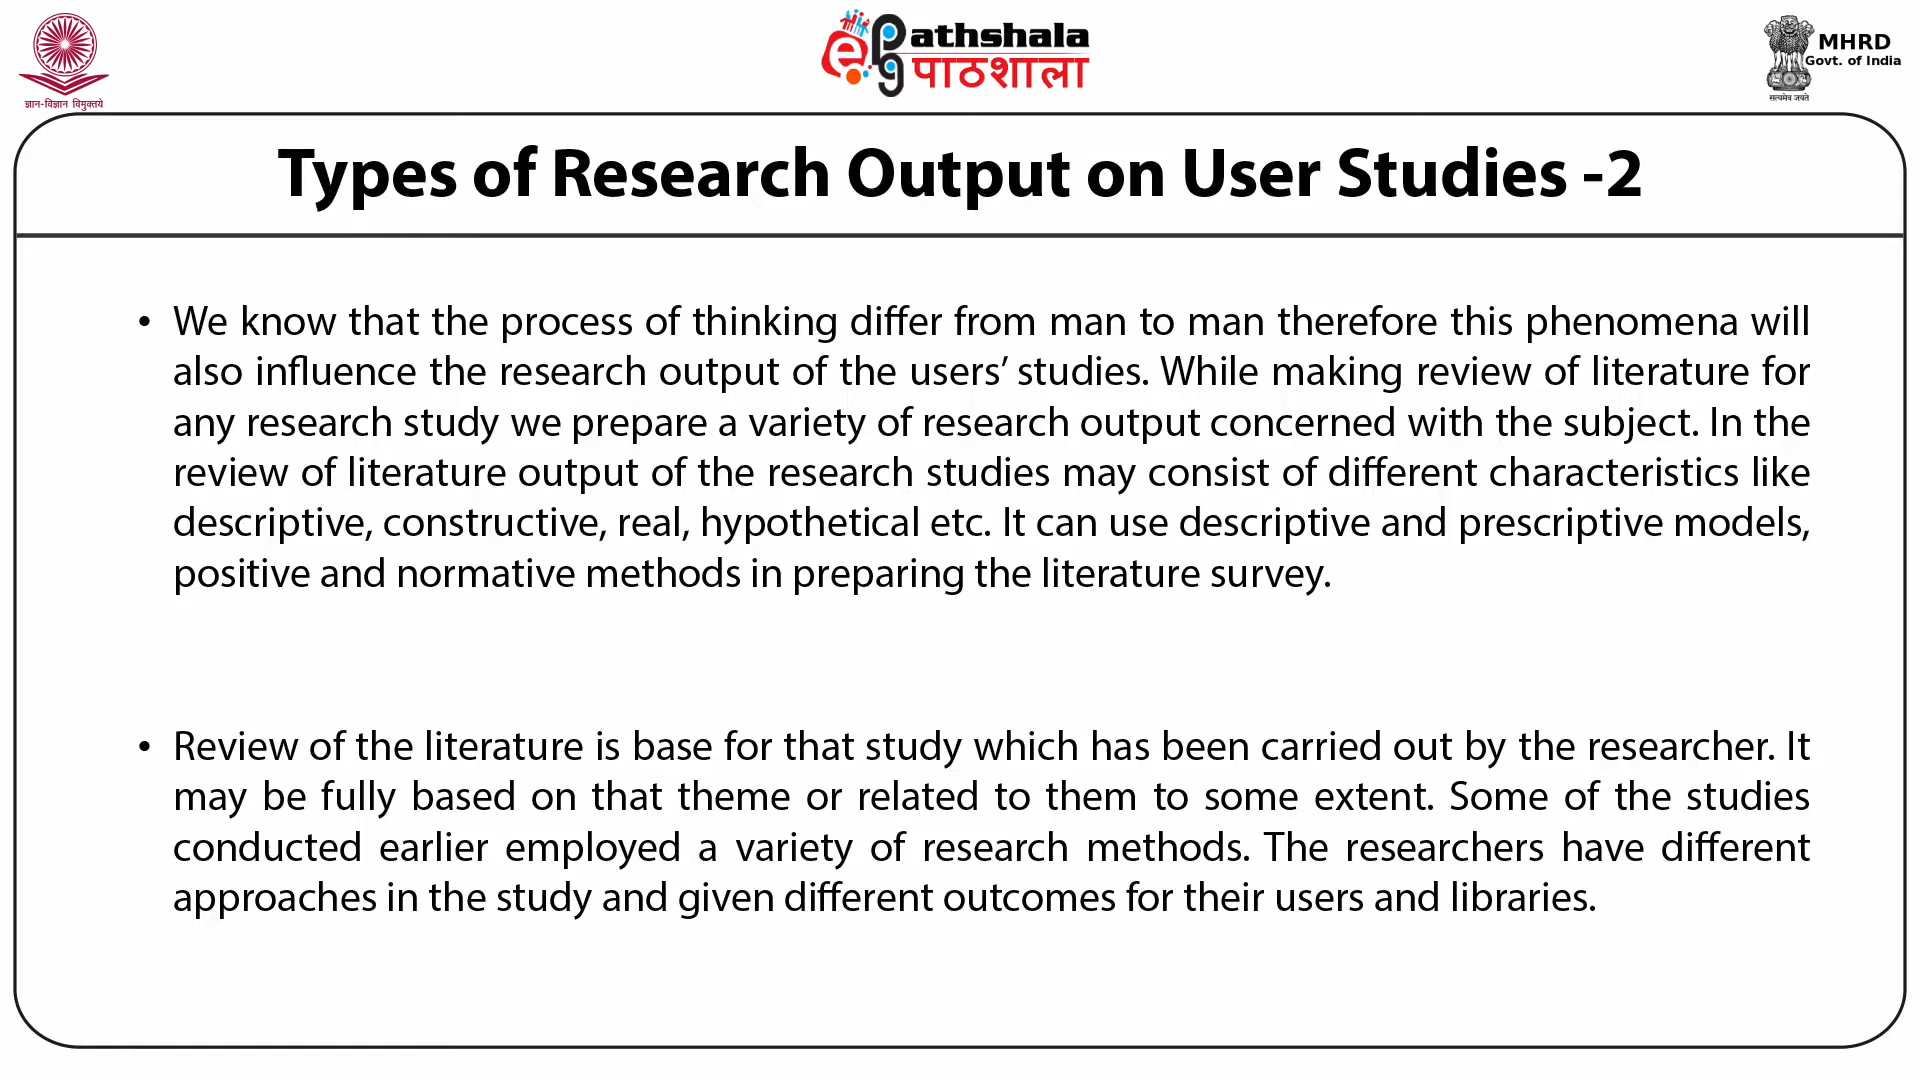 ज्ञान-विज्ञान विमुक्तये
ePathshala
पाठशाला
MHRD
Govt. of India
सत्यमेव जयते
Types of Research Output on User Studies -2
• We know that the process of thinking differ from man to man therefore this phenomena will
also influence the research output of the users’ studies. While making review of literature for
any research study we prepare a variety of research output concerned with the subject. In the
review of literature output of the research studies may consist of different characteristics like
descriptive, constructive, real, hypothetical etc. It can use descriptive and prescriptive models,
positive and normative methods in preparing the literature survey.
• Review of the literature is base for that study which has been carried out by the researcher. It
may be fully based on that theme or related to them to some extent. Some of the studies
conducted earlier employed a variety of research methods. The researchers have different
approaches in the study and given different outcomes for their users and libraries.